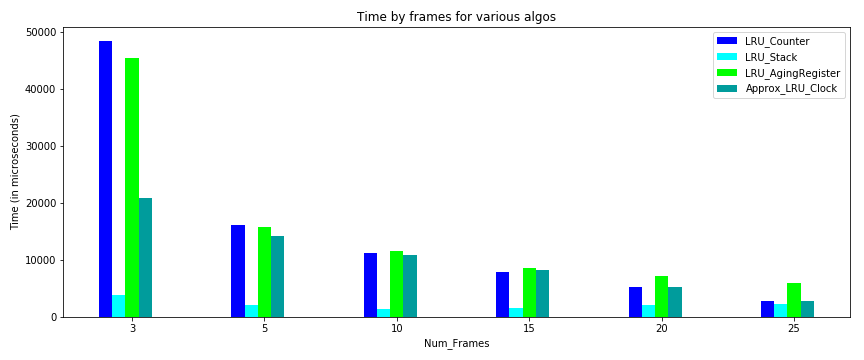 Time by frames for various algos
50000
40000
30000
20000
10000
0
Time (in microseconds)
LRU_Counter
LRU_Stack
LRU_AgingRegister
Approx_LRU_Clock
3 5 10 15 20 25
Num_Frames